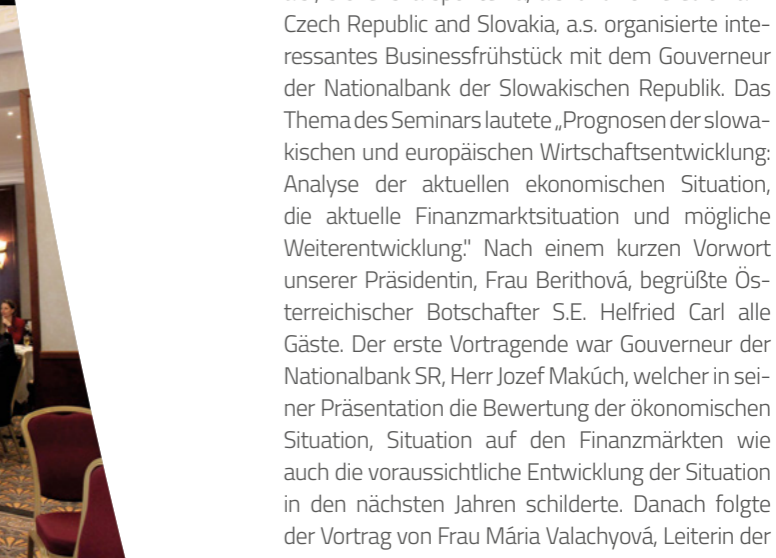 Czech Republic and Slovakia, a.s. organisierte inte-
ressantes Businessfrühstück mit dem Gouverneur
der Nationalbank der Slowakischen Republik. Das
Thema des Seminars lautete „Prognosen der slowa-
kischen und europäischen Wirtschaftsentwicklung:
Analyse der aktuellen ekonomischen Situation,
die aktuelle Finanzmarktsituation und mögliche
Weiterentwicklung." Nach einem kurzen Vorwort
unserer Präsidentin, Frau Berithová, begrüßte Ös-
terreichischer Botschafter S.E. Helfried Carl alle
Gäste. Der erste Vortragende war Gouverneur der
Nationalbank SR, Herr Jozef Makúch, welcher in sei-
ner Präsentation die Bewertung der ökonomischen
Situation, Situation auf den Finanzmärkten wie
auch die voraussichtliche Entwicklung der Situation
in den nächsten Jahren schilderte. Danach folgte
der Vortrag von Frau Mária Valachyová, Leiterin der